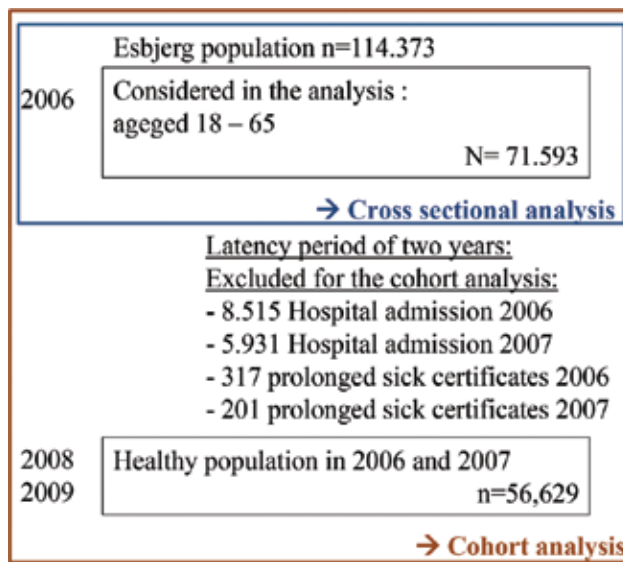 Esbjerg population n=114.373
2006
Considered in the analysis :
ageged 18 – 65
N= 71.593
→ Cross sectional analysis
Latency period of two years:
Excluded for the cohort analysis:
- 8.515 Hospital admission 2006
- 5.931 Hospital admission 2007
- 317 prolonged sick certificates 2006
- 201 prolonged sick certificates 2007
2008
Healthy population in 2006 and 2007
2009
n=56,629
→ Cohort analysis